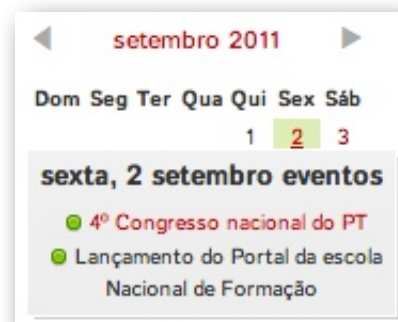 setembro 2011
Dom Seg Ter Qua Qui Sex Sáb
1 2 3
sexta, 2 setembro eventos
4º Congresso nacional do PT
Lançamento do Portal da escola
Nacional de Formação